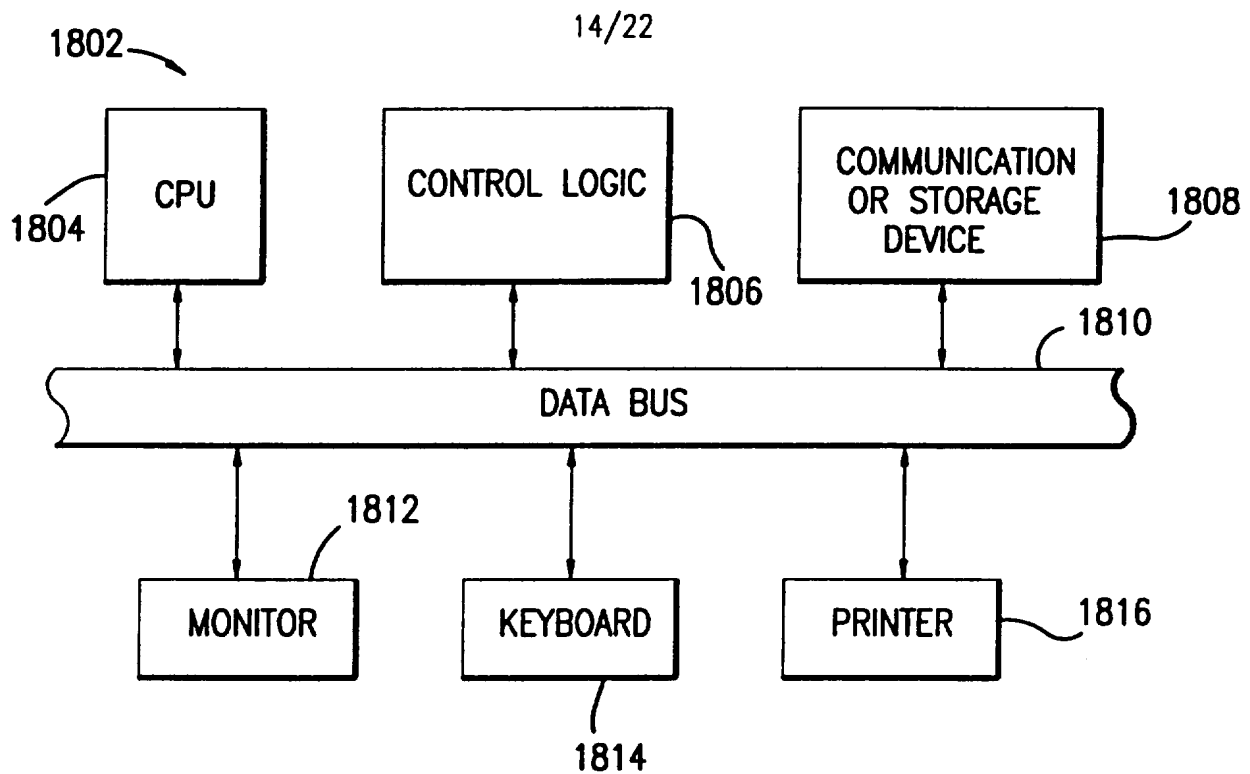 14/22
1802
CPU
1804
CONTROL LOGIC
1806
COMMUNICATION
OR STORAGE
DEVICE
1808
1810
DATA BUS
1812
MONITOR
KEYBOARD
1814
PRINTER
1816